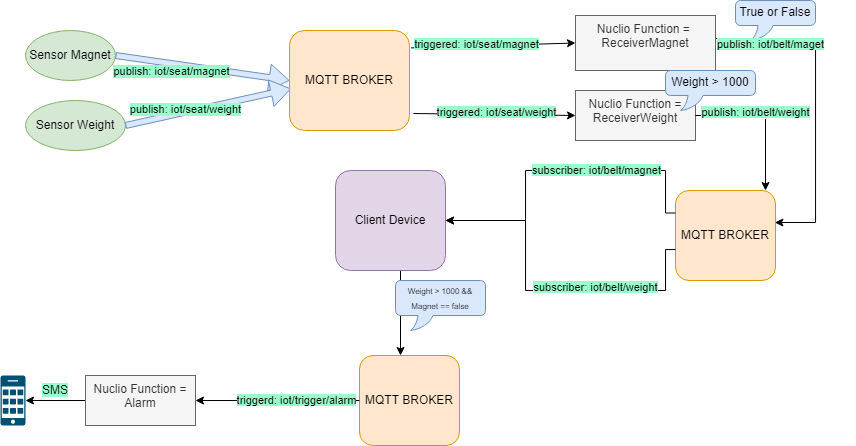 True or False
Nuclio Function =
ReceiverMagnet
Sensor Magnet
publish: iot/seat/magnet
triggered: iot/seat/magnet
publish: iot/belt/maget
MQTT BROKER
Weight > 1000
Nuclio Function =
ReceiverWeight
publish: iot/seat/weight
triggered: iot/seat/weight
publish: iot/belt/weight
Sensor Weight
subscriber: iot/belt/magnet
Client Device
MQTT BROKER
subscriber: iot/belt/weight
Weight > 1000 &&
Magnet == false
SMS
Nuclio Function =
Alarm
triggerd: iot/trigger/alarm
MQTT BROKER